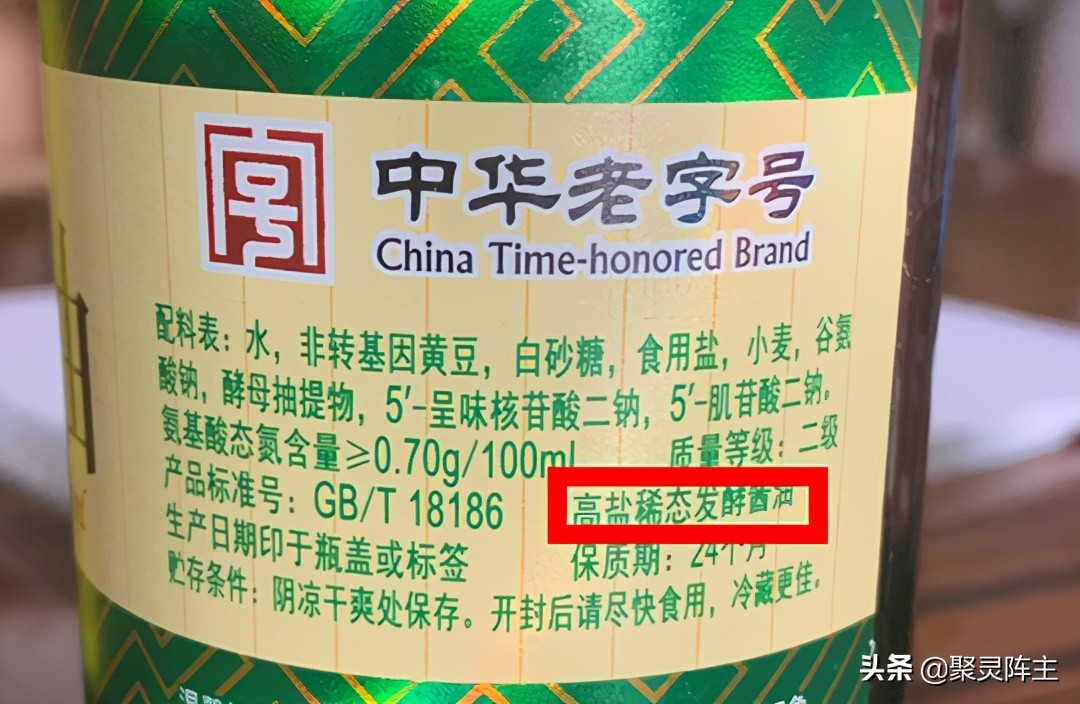 中华老字号
China Time-honored Brand
配料表：水，非转基因黄豆，白砂糖，食用盐，小麦，谷氨
酸钠，酵母抽提物，5′-呈味核苷酸二钠，5′-肌苷酸二钠。
氨基酸态氮含量≥0.70g/100ml 质量等级：二级
产品标准号：GB/T 18186 高盐稀态发酵酱油
生产日期印于瓶盖或标签 保质期：24个月
贮存条件：阴凉干爽处保存。开封后请尽快食用，冷藏更佳。
头条 @聚灵阵主